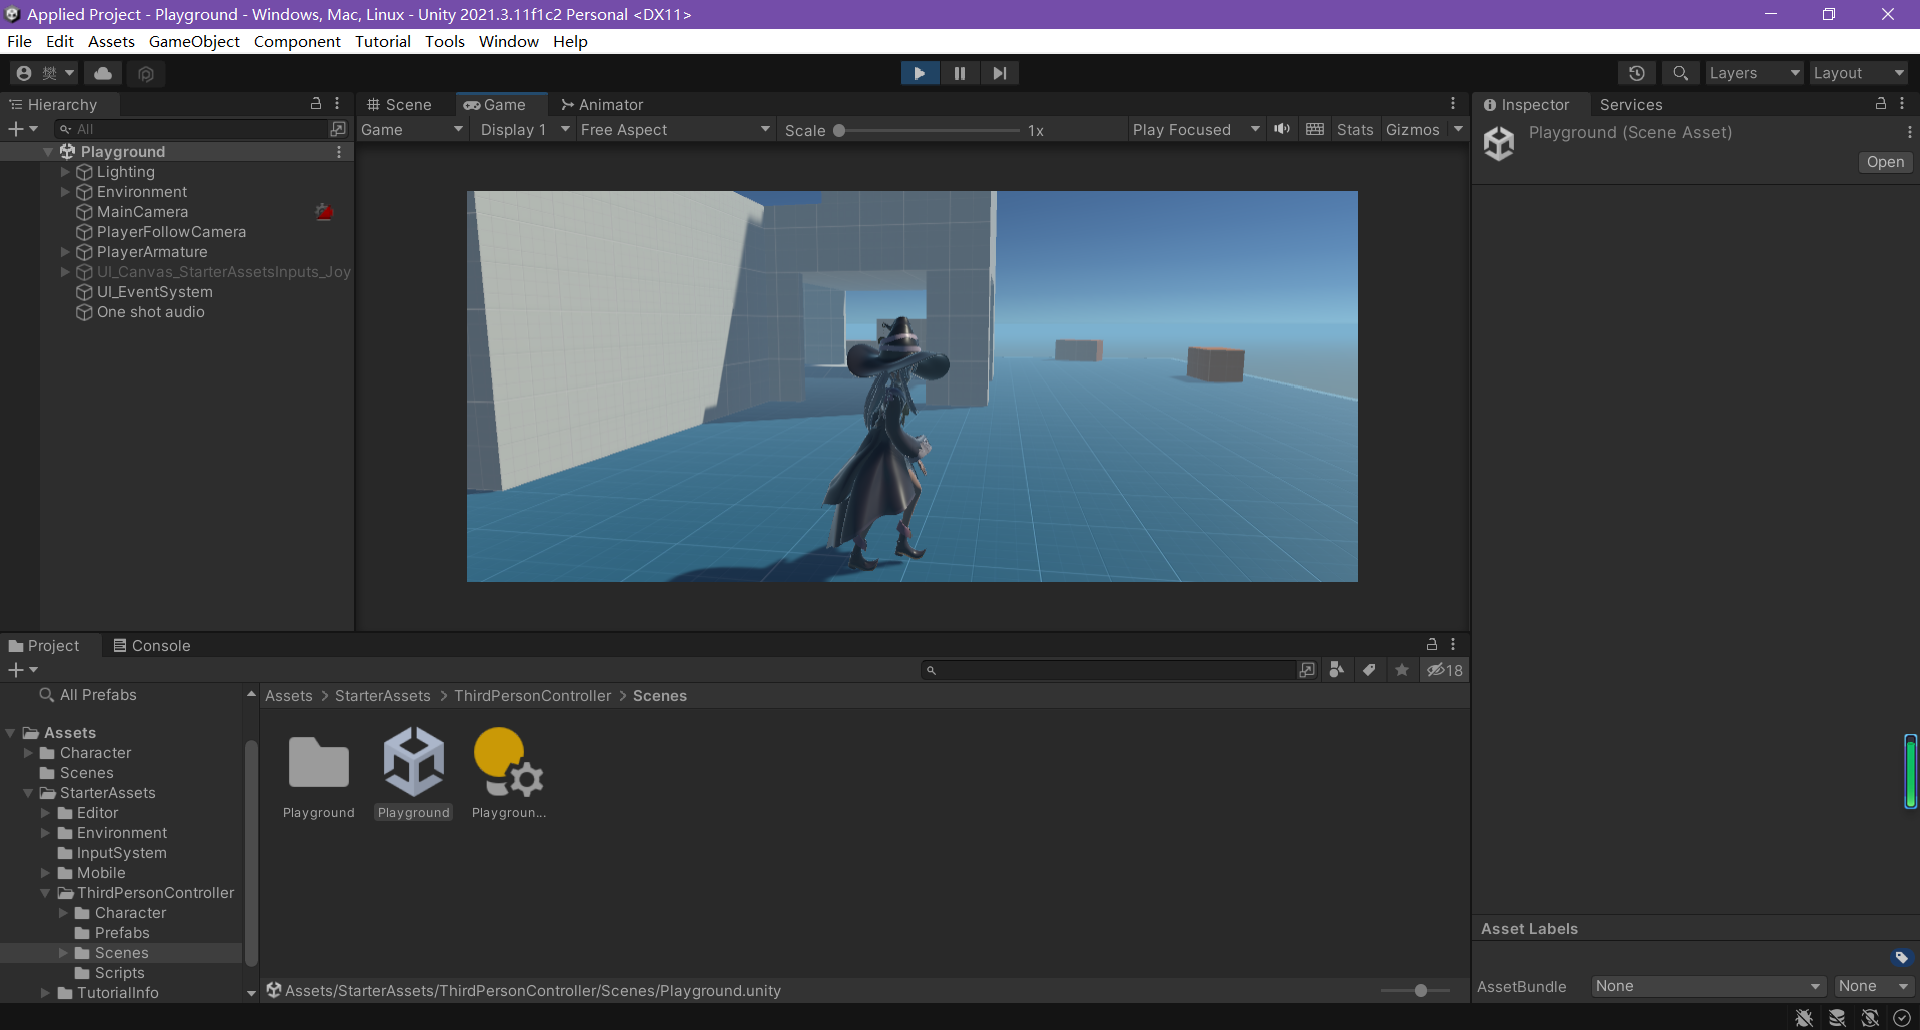 Applied Project - Playground - Windows, Mac, Linux - Unity 2021.3.11f1c2 Personal <DX11>
File Edit Assets GameObject Component Tutorial Tools Window Help
樊 Layers Layout
Hierarchy
All
Playground
Lighting
Environment
MainCamera
PlayerFollowCamera
PlayerArmature
UI_Canvas_StarterAssetsInputs_Joy
UI_EventSystem
One shot audio
Scene Game Animator
Game Display 1 Free Aspect Scale 1x Play Focused Stats Gizmos
Inspector Services
Playground (Scene Asset)
Open
Project Console
18
All Prefabs
Assets
Character
Scenes
StarterAssets
Editor
Environment
InputSystem
Mobile
ThirdPersonController
Character
Prefabs
Scenes
Scripts
TutorialInfo
Assets > StarterAssets > ThirdPersonController > Scenes
Playground Playground Playgroun...
Assets/StarterAssets/ThirdPersonController/Scenes/Playground.unity
Asset Labels
AssetBundle None None